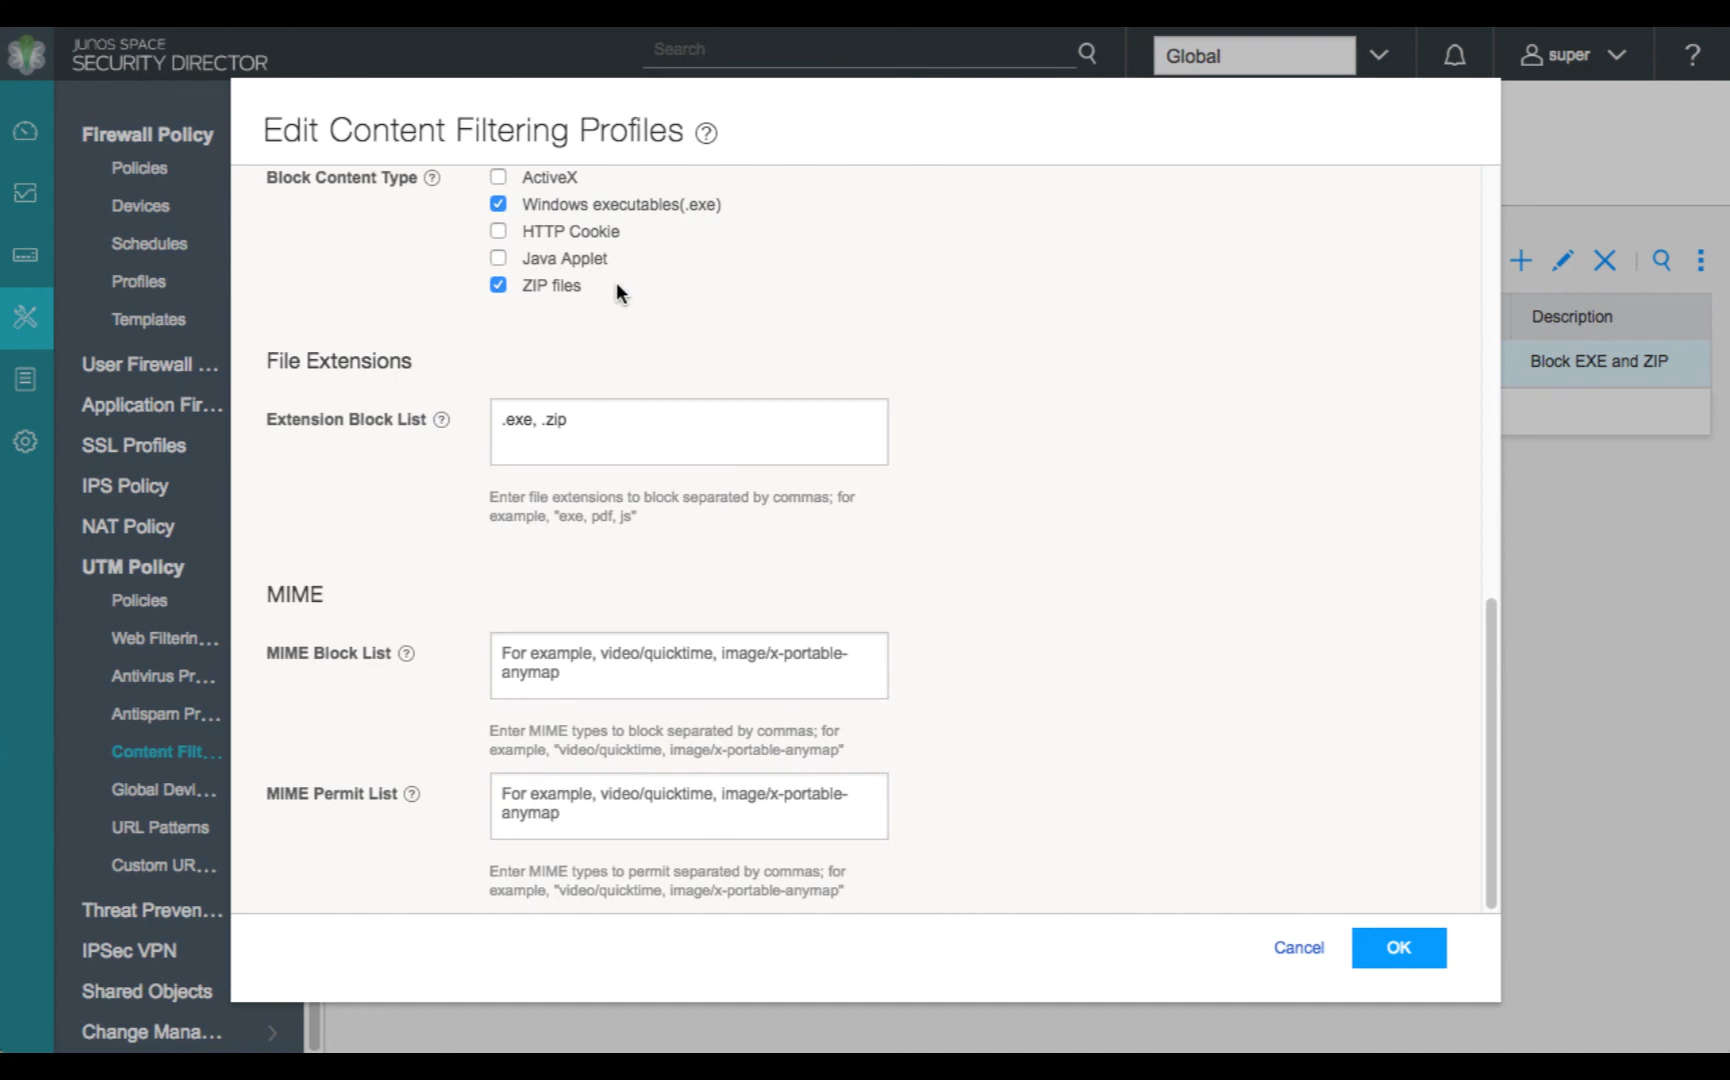 JUNOS SPACE
SECURITY DIRECTOR
Search
Global
super
?
Firewall Policy
Policies
Devices
Schedules
Profiles
Templates
User Firewall ...
Application Fir...
SSL Profiles
IPS Policy
NAT Policy
UTM Policy
Policies
Web Filterin...
Antivirus Pr...
Antispam Pr...
Content Filt...
Global Devi...
URL Patterns
Custom UR...
Threat Preven...
IPSec VPN
Shared Objects
Change Mana...
Edit Content Filtering Profiles ?
Block Content Type ?
ActiveX
Windows executables(.exe)
HTTP Cookie
Java Applet
ZIP files
File Extensions
Extension Block List ?
.exe, .zip
Enter file extensions to block separated by commas; for
example, "exe, pdf, js"
MIME
MIME Block List ?
For example, video/quicktime, image/x-portable-
anymap
Enter MIME types to block separated by commas; for
example, "video/quicktime, image/x-portable-anymap"
MIME Permit List ?
For example, video/quicktime, image/x-portable-
anymap
Enter MIME types to permit separated by commas; for
example, "video/quicktime, image/x-portable-anymap"
Cancel
OK
Description
Block EXE and ZIP